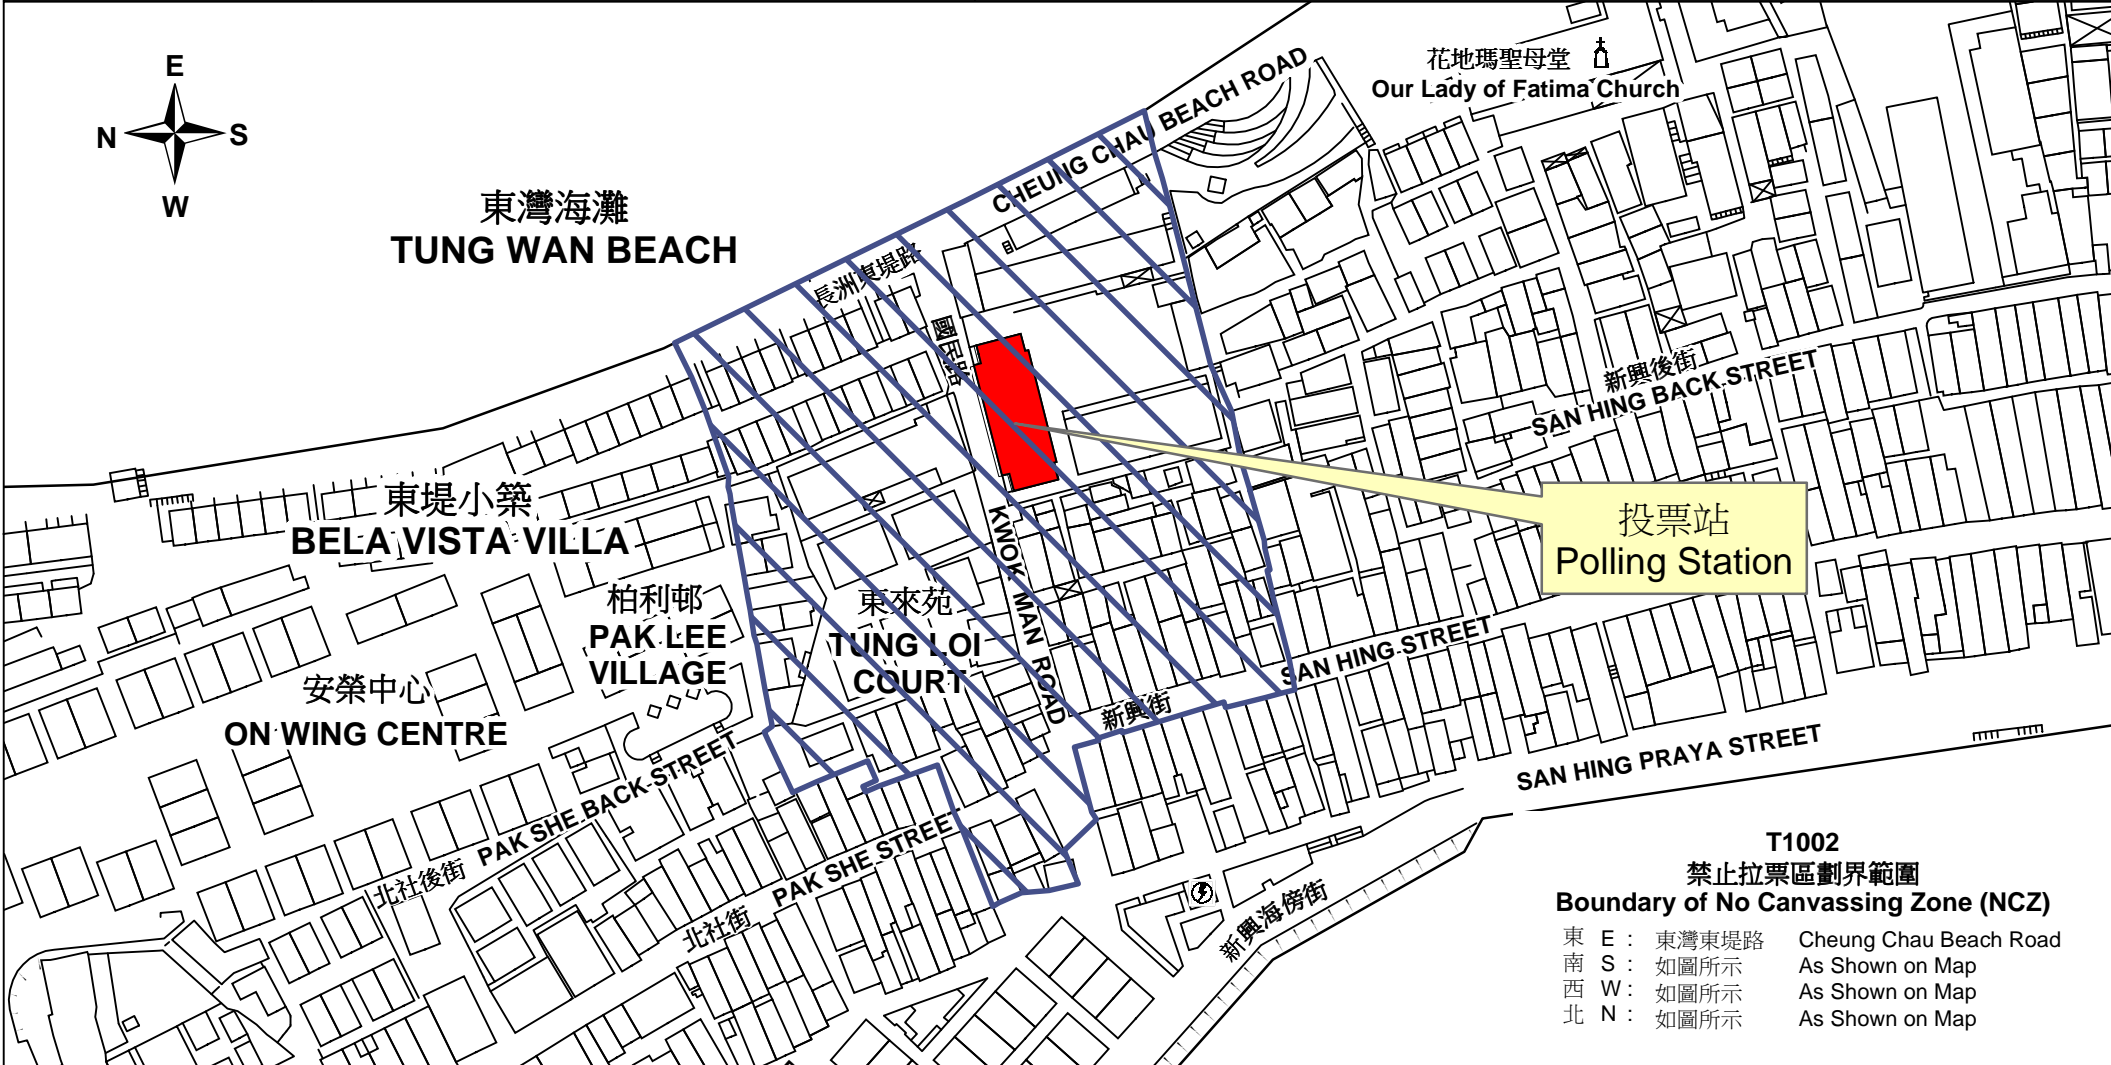 E
N
S
W
東灣海灘
TUNG WAN BEACH
花地瑪聖母堂
Our Lady of Fatima Church
CHEUNG CHAU BEACH ROAD
長洲東堤路
國民路
KWOK MAN ROAD
新興後街
SAN HING BACK STREET
東堤小築
BELA VISTA VILLA
投票站
Polling Station
柏利邨
PAK LEE
VILLAGE
東來苑
TUNG LOI
COURT
安榮中心
ON WING CENTRE
SAN HING STREET
新興街
SAN HING PRAYA STREET
新興海傍街
北社後街 PAK SHE BACK STREET
北社街 PAK SHE STREET
T1002
禁止拉票區劃界範圍
Boundary of No Canvassing Zone (NCZ)
東 E : 東灣東堤路 Cheung Chau Beach Road
南 S : 如圖所示 As Shown on Map
西 W : 如圖所示 As Shown on Map
北 N : 如圖所示 As Shown on Map